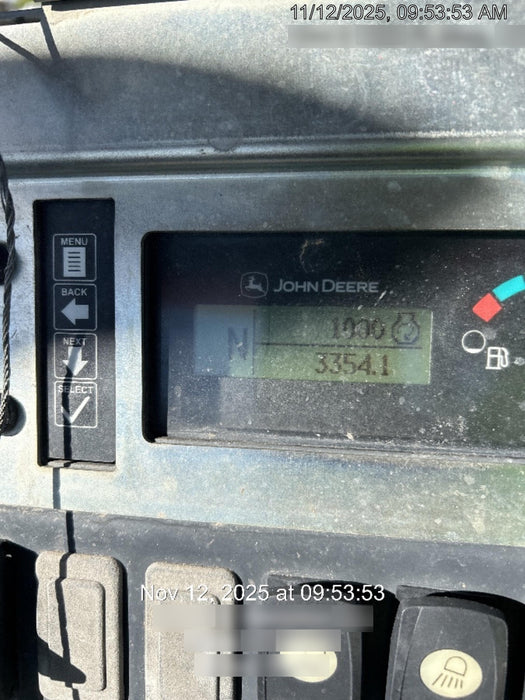 11/12/2025, 09:53:53 AM
MENU
BACK
NEXT
SELECT
JOHN DEERE
N
1000
3354.1
Nov 12, 2025 at 09:53:53